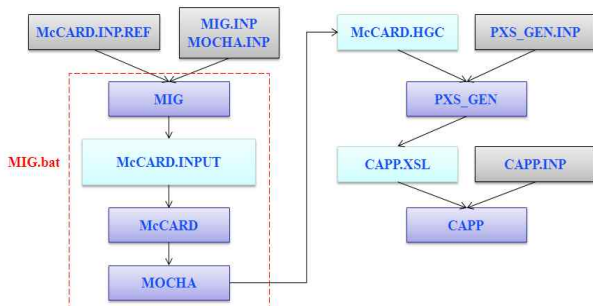 McCARD.INP.REF
MIG.INP
MOCHA.INP
MIG
MIG.bat
McCARD.INPUT
McCARD
MOCHA
McCARD.HGC
PXS_GEN.INP
PXS_GEN
CAPP.XSL
CAPP.INP
CAPP